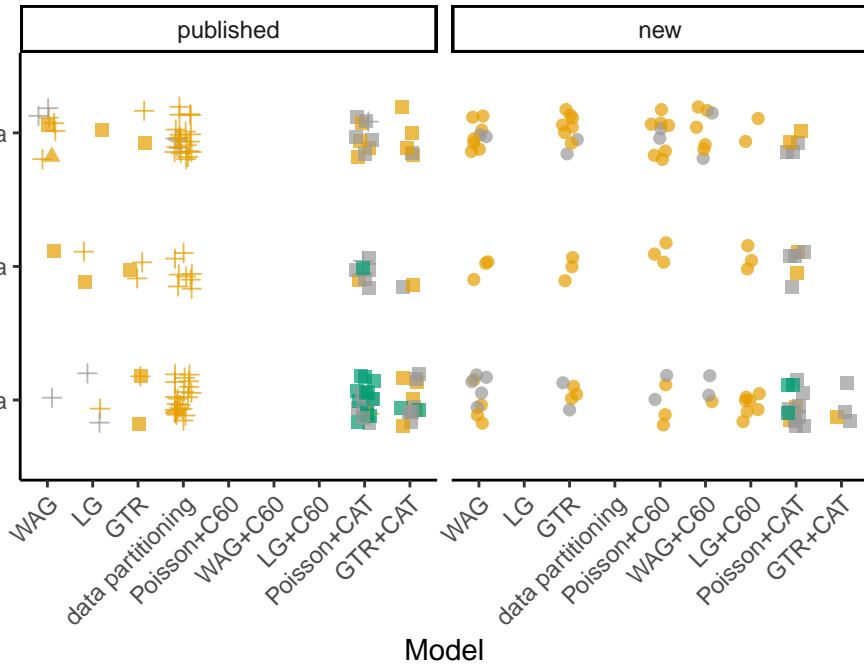 published
new
a
a
a
WAG
LG
GTR
data partitioning
Poisson+C60
WAG+C60
LG+C60
Poisson+CAT
GTR+CAT
WAG
LG
GTR
data partitioning
Poisson+C60
WAG+C60
LG+C60
Poisson+CAT
GTR+CAT
Model